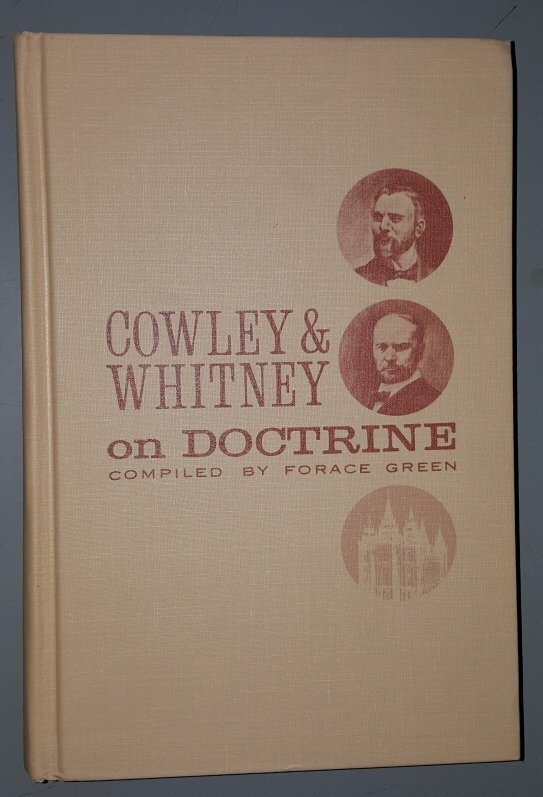 COWLEY &
WHITNEY
on DOCTRINE
COMPILED BY FORACE GREEN